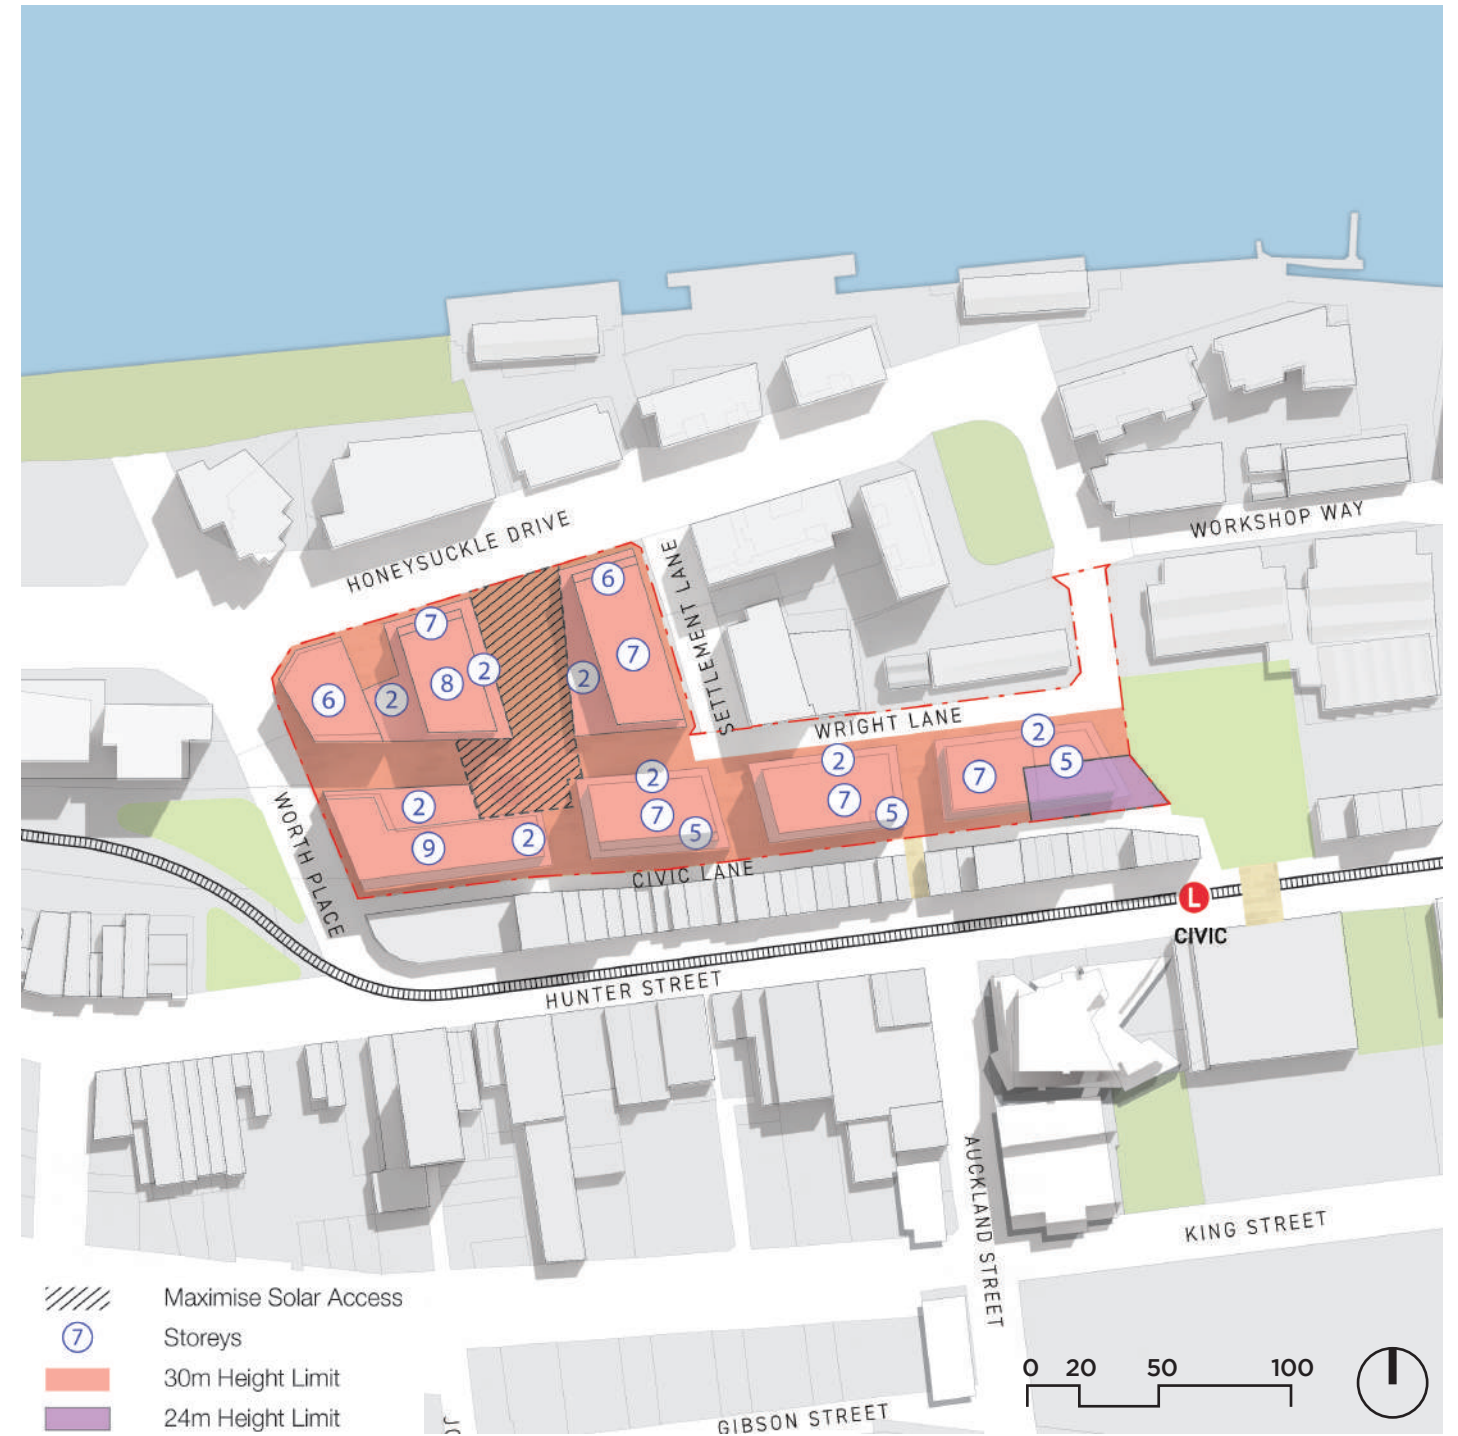 WORKSHOP WAY
HONEYSUCKLE DRIVE
SETTLEMENT LANE
6
7
2
7
8
2
2
6
2
WRIGHT LANE
2
5
7
2
7
5
2
7
5
2
9
2
WORTH PLACE
CIVIC LANE
L
CIVIC
HUNTER STREET
AUCKLAND STREET
KING STREET
GIBSON STREET
Maximise Solar Access
7
Storeys
30m Height Limit
24m Height Limit
0 20 50 100